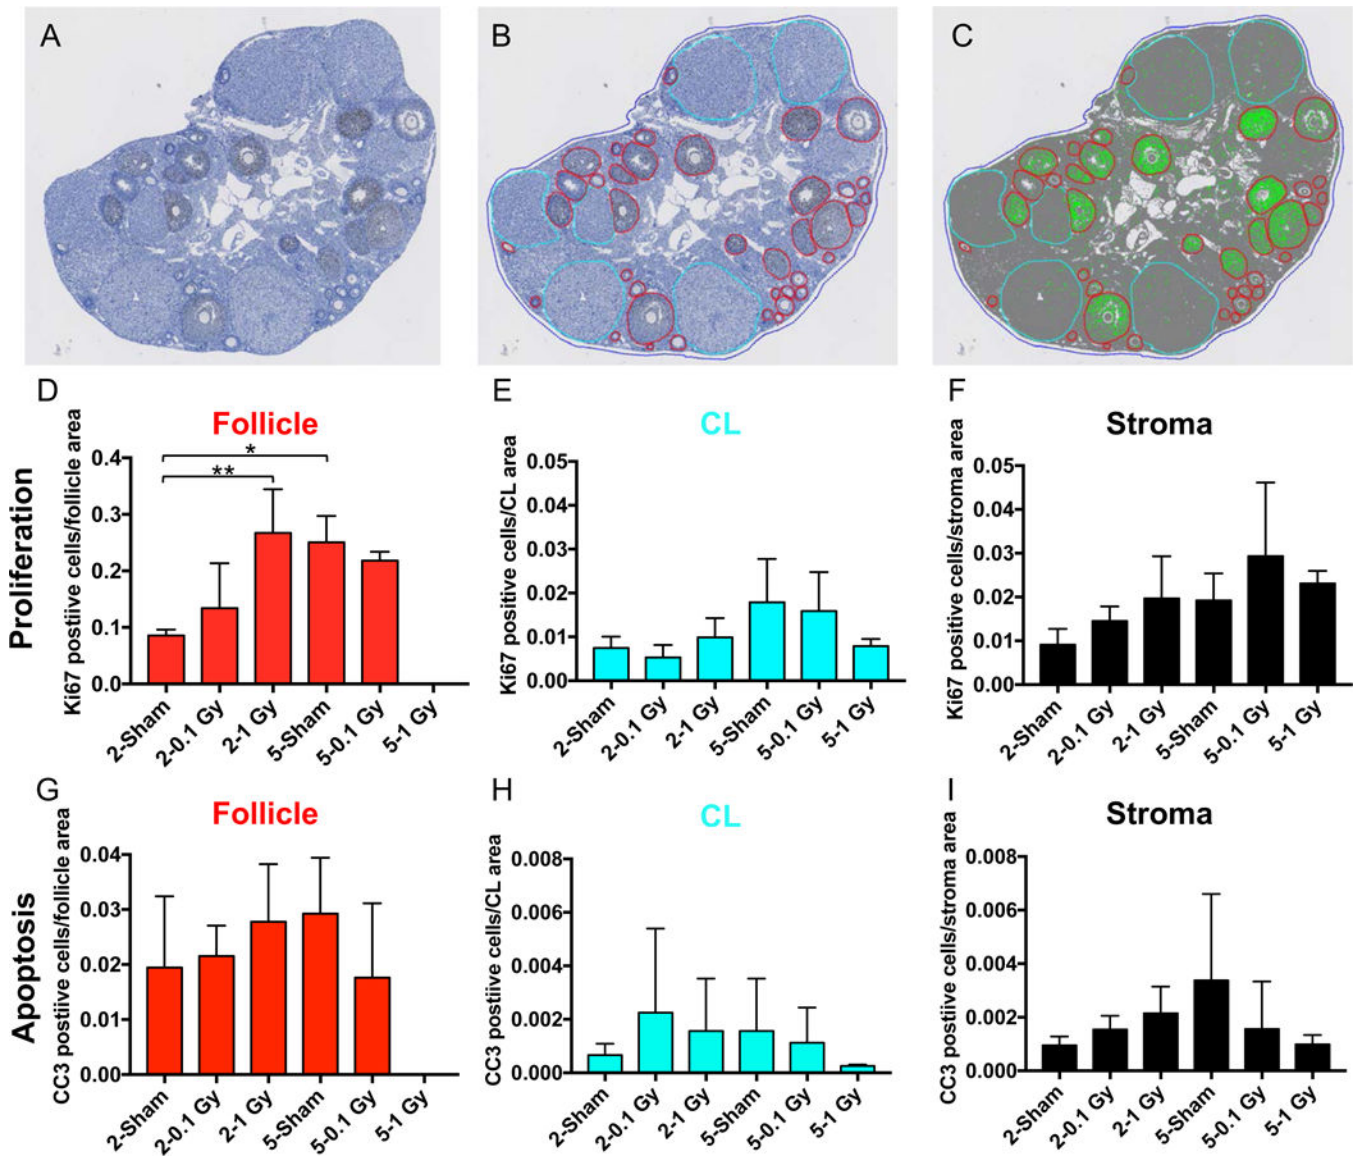 A
B
C
D
E
F
Follicle
CL
Stroma
Proliferation
Ki67 postiive cells/follicle area
0.4
0.3
0.2
0.1
0.0
*
**
2-Sham
2-0.1 Gy
2-1 Gy
5-Sham
5-0.1 Gy
5-1 Gy
Ki67 positive cells/CL area
0.05
0.04
0.03
0.02
0.01
0.00
2-Sham
2-0.1 Gy
2-1 Gy
5-Sham
5-0.1 Gy
5-1 Gy
Ki67 positive cells/stroma area
0.05
0.04
0.03
0.02
0.01
0.00
2-Sham
2-0.1 Gy
2-1 Gy
5-Sham
5-0.1 Gy
5-1 Gy
G
H
I
Follicle
CL
Stroma
Apoptosis
CC3 postiive cells/follicle area
0.04
0.03
0.02
0.01
0.00
2-Sham
2-0.1 Gy
2-1 Gy
5-Sham
5-0.1 Gy
5-1 Gy
CC3 postiive cells/CL area
0.008
0.006
0.004
0.002
0.000
2-Sham
2-0.1 Gy
2-1 Gy
5-Sham
5-0.1 Gy
5-1 Gy
CC3 postiive cells/stroma area
0.008
0.006
0.004
0.002
0.000
2-Sham
2-0.1 Gy
2-1 Gy
5-Sham
5-0.1 Gy
5-1 Gy